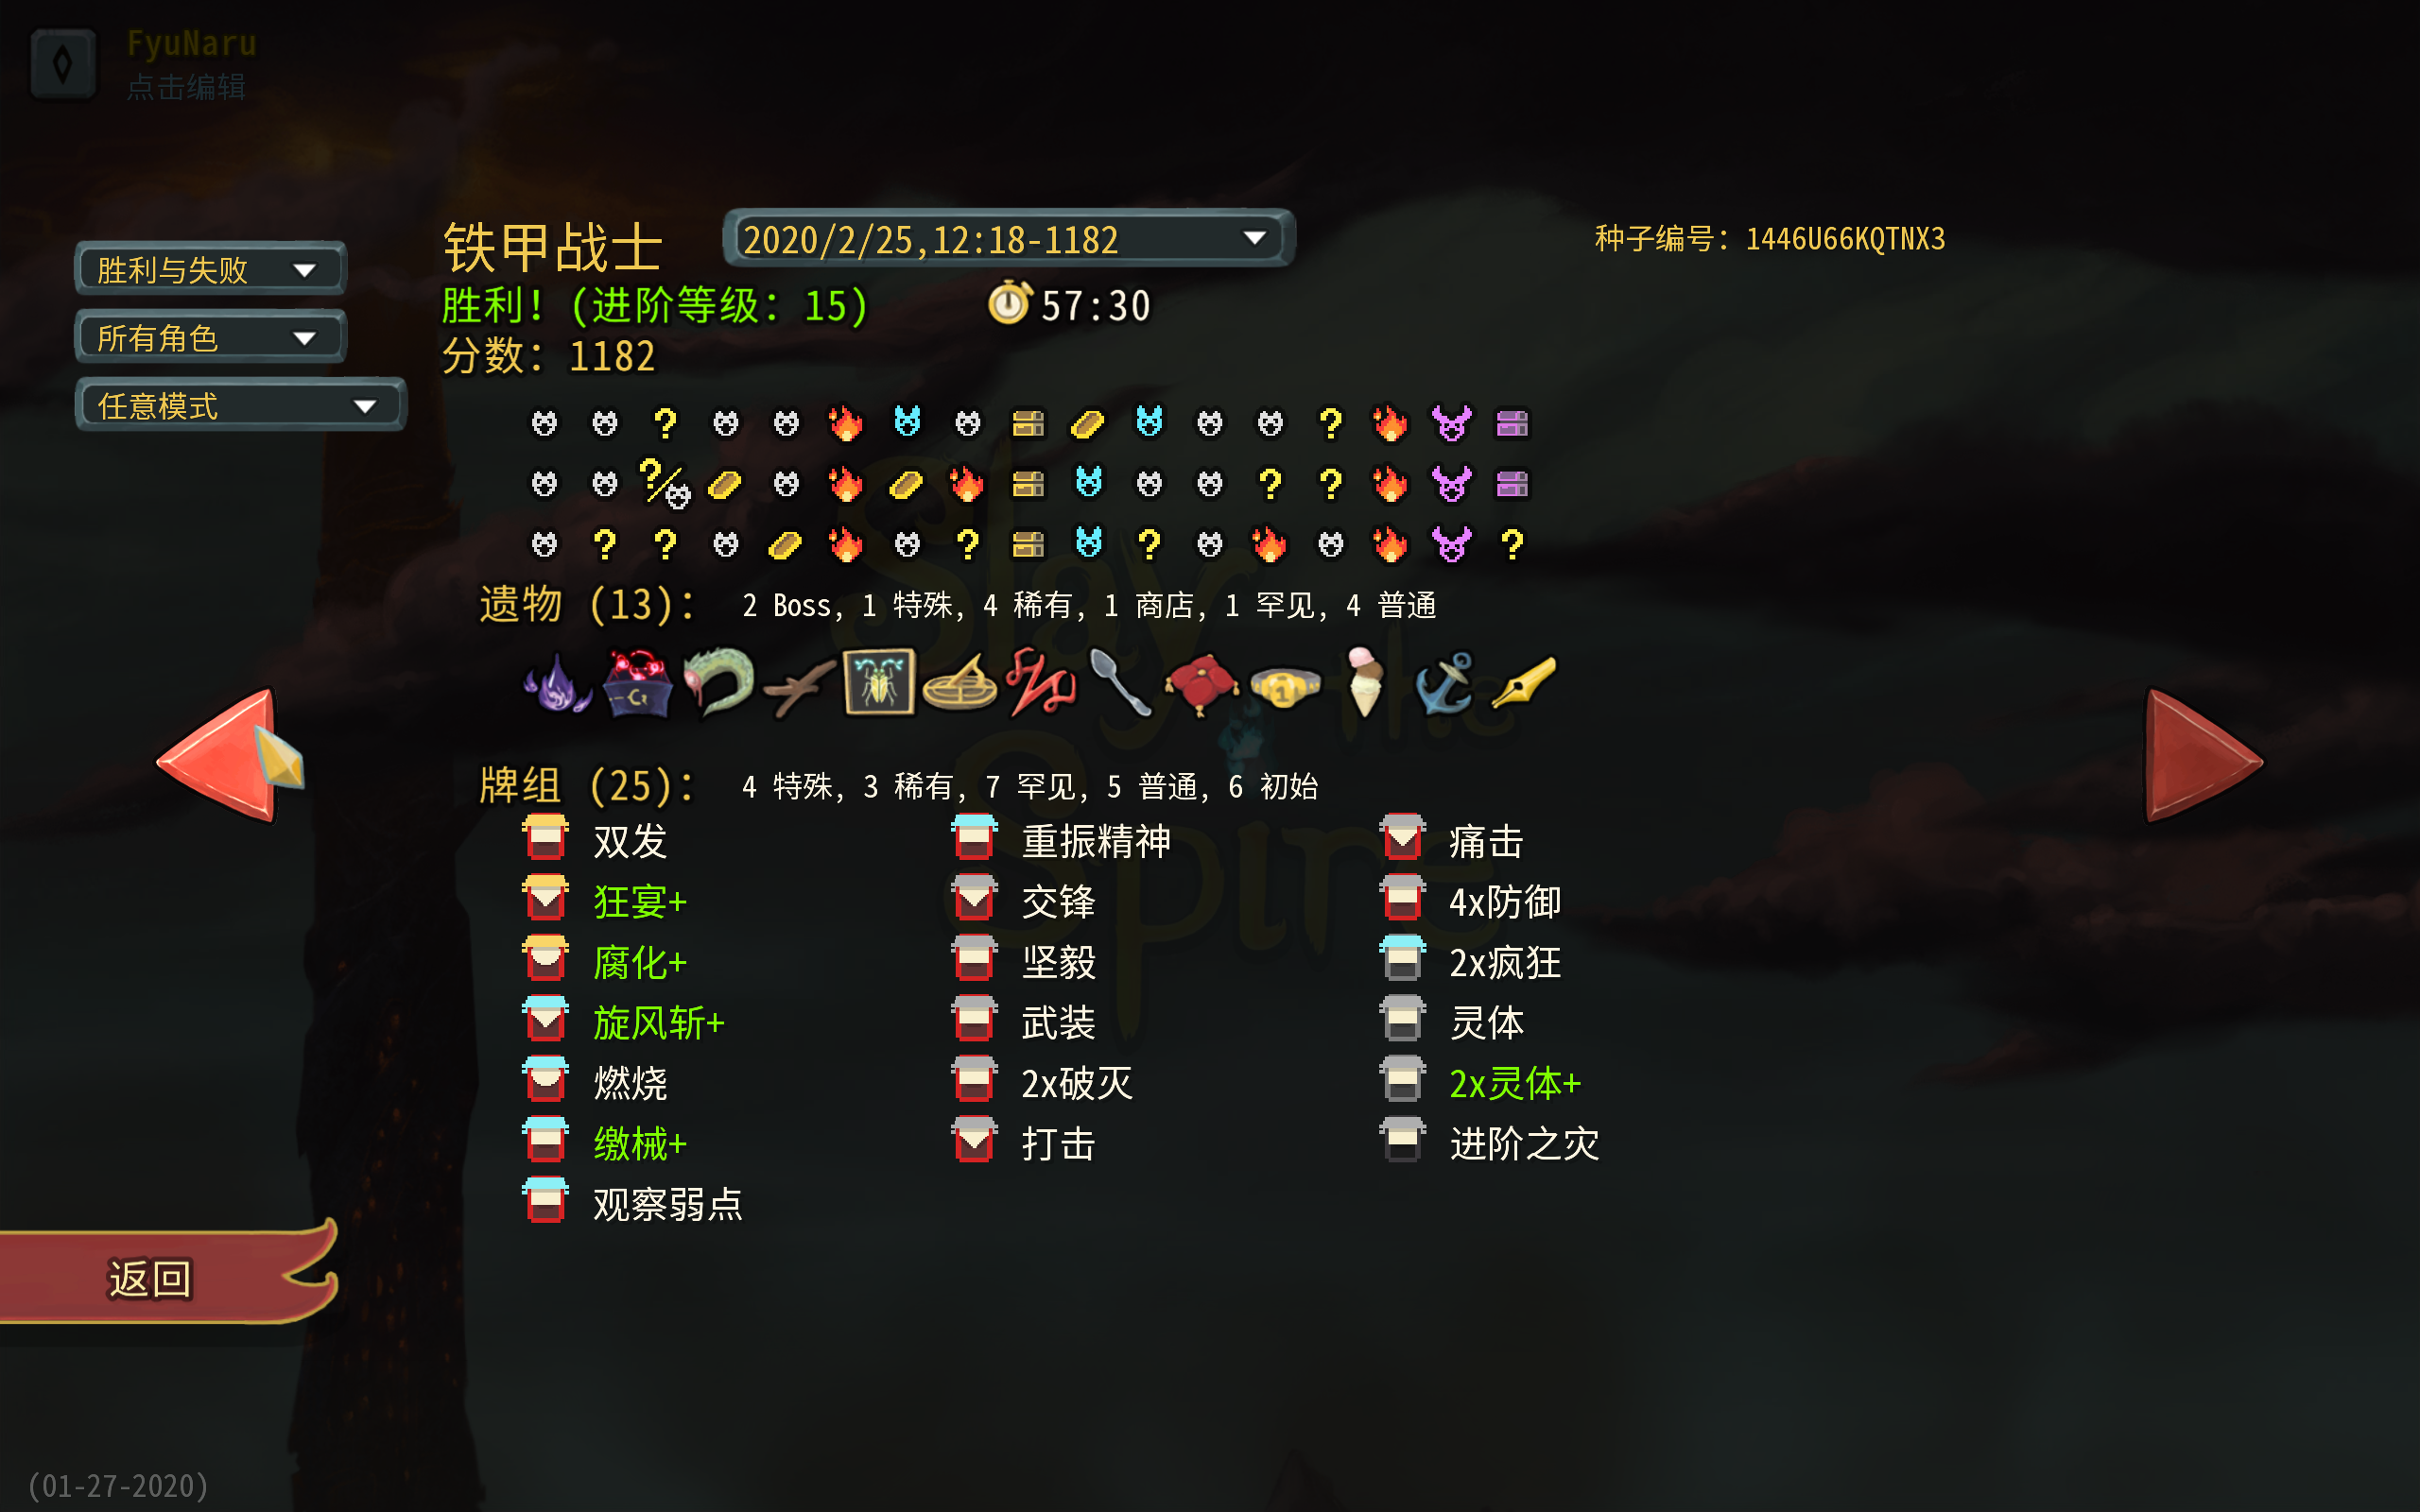 FyuNaru
点击编辑
铁甲战士
2020/2/25,12:18-1182
种子编号: 1446U66KQTNX3
胜利与失败
所有角色
任意模式
胜利! (进阶等级: 15)
57:30
分数: 1182
遗物 (13):
2 Boss, 1 特殊, 4 稀有, 1 商店, 1 罕见, 4 普通
牌组 (25):
4 特殊, 3 稀有, 7 罕见, 5 普通, 6 初始
双发
狂宴+
腐化+
旋风斩+
燃烧
缴械+
观察弱点
重振精神
交锋
坚毅
武装
2x破灭
打击
痛击
4x防御
2x疯狂
灵体
2x灵体+
进阶之灾
Slay
the
Spire
返回
(01-27-2020)